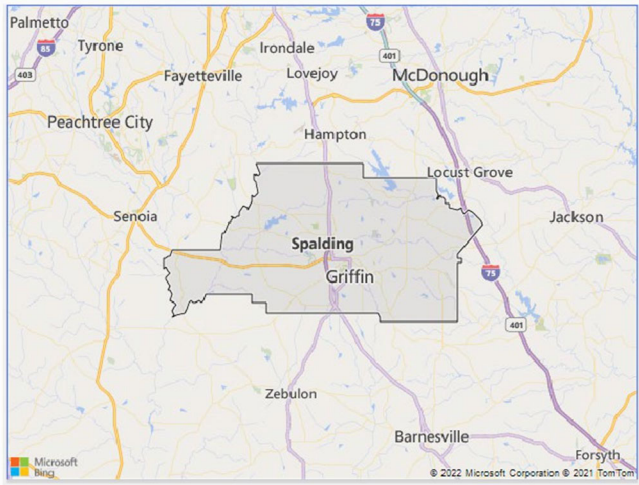 Palmetto
75
85
Tyrone
Irondale
401
403
Fayetteville
Lovejoy
McDonough
Peachtree City
Hampton
Locust Grove
Senoia
Jackson
Spalding
Griffin
75
401
Zebulon
Barnesville
Forsyth
Microsoft
Bing
© 2022 Microsoft Corporation © 2021 TomTom